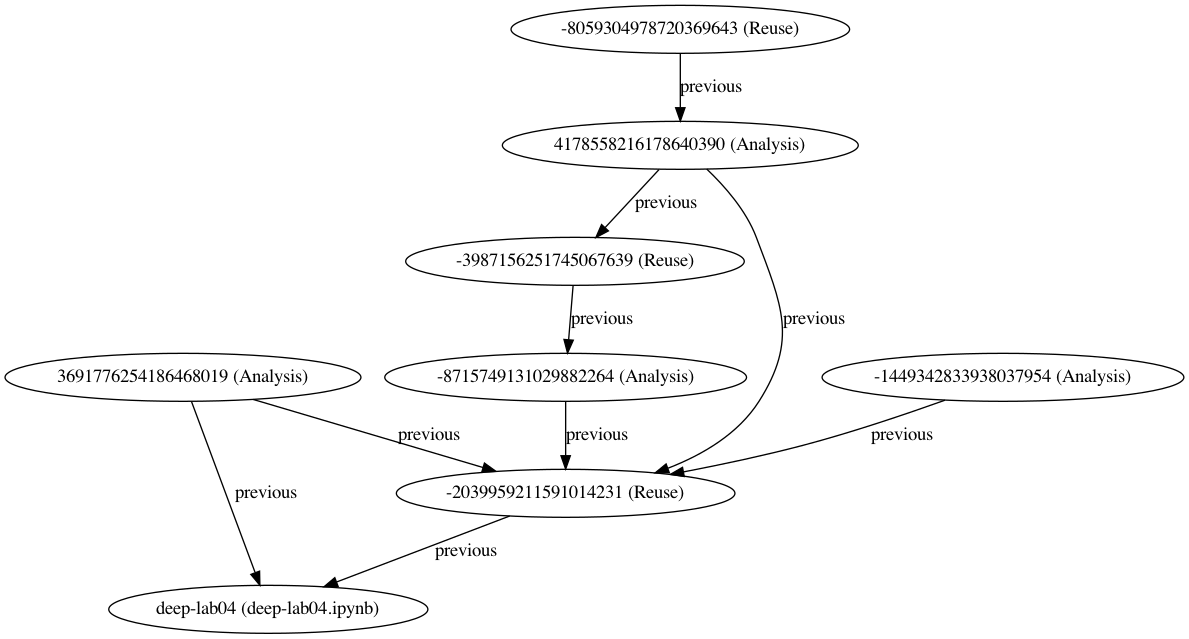 -8059304978720369643 (Reuse)
previous
4178558216178640390 (Analysis)
previous
-3987156251745067639 (Reuse)
previous
previous
3691776254186468019 (Analysis)
-8715749131029882264 (Analysis)
-1449342833938037954 (Analysis)
previous
previous
previous
previous
-2039959211591014231 (Reuse)
previous
deep-lab04 (deep-lab04.ipynb)